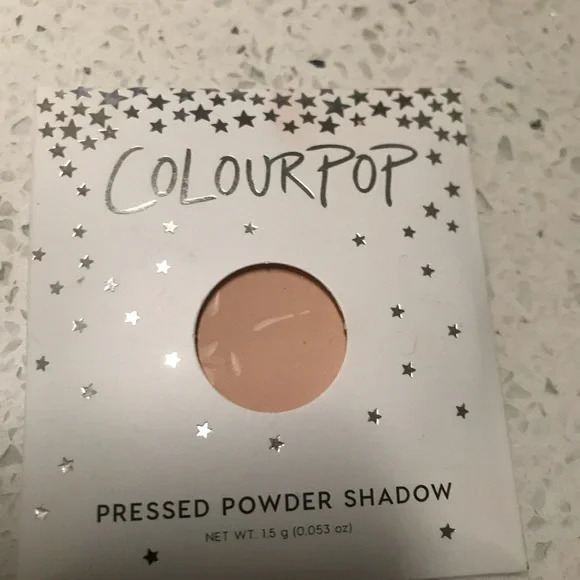 COLOURPOP
PRESSED POWDER SHADOW
NET WT. 1.5 g (0.053 oz)